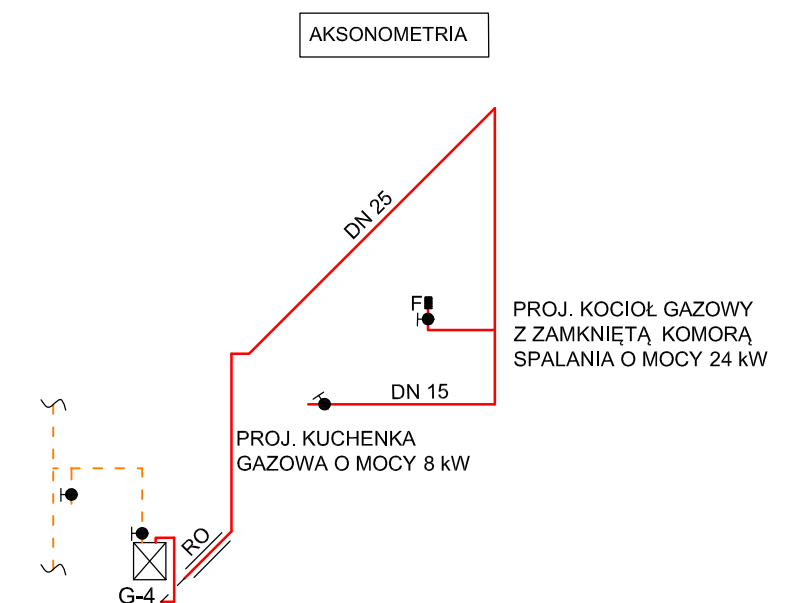 AKSONOMETRIA
DN 25
F
PROJ. KOCIOŁ GAZOWY
Z ZAMKNIĘTĄ KOMORĄ
SPALANIA O MOCY 24 kW
DN 15
PROJ. KUCHENKA
GAZOWA O MOCY 8 kW
RO
G-4